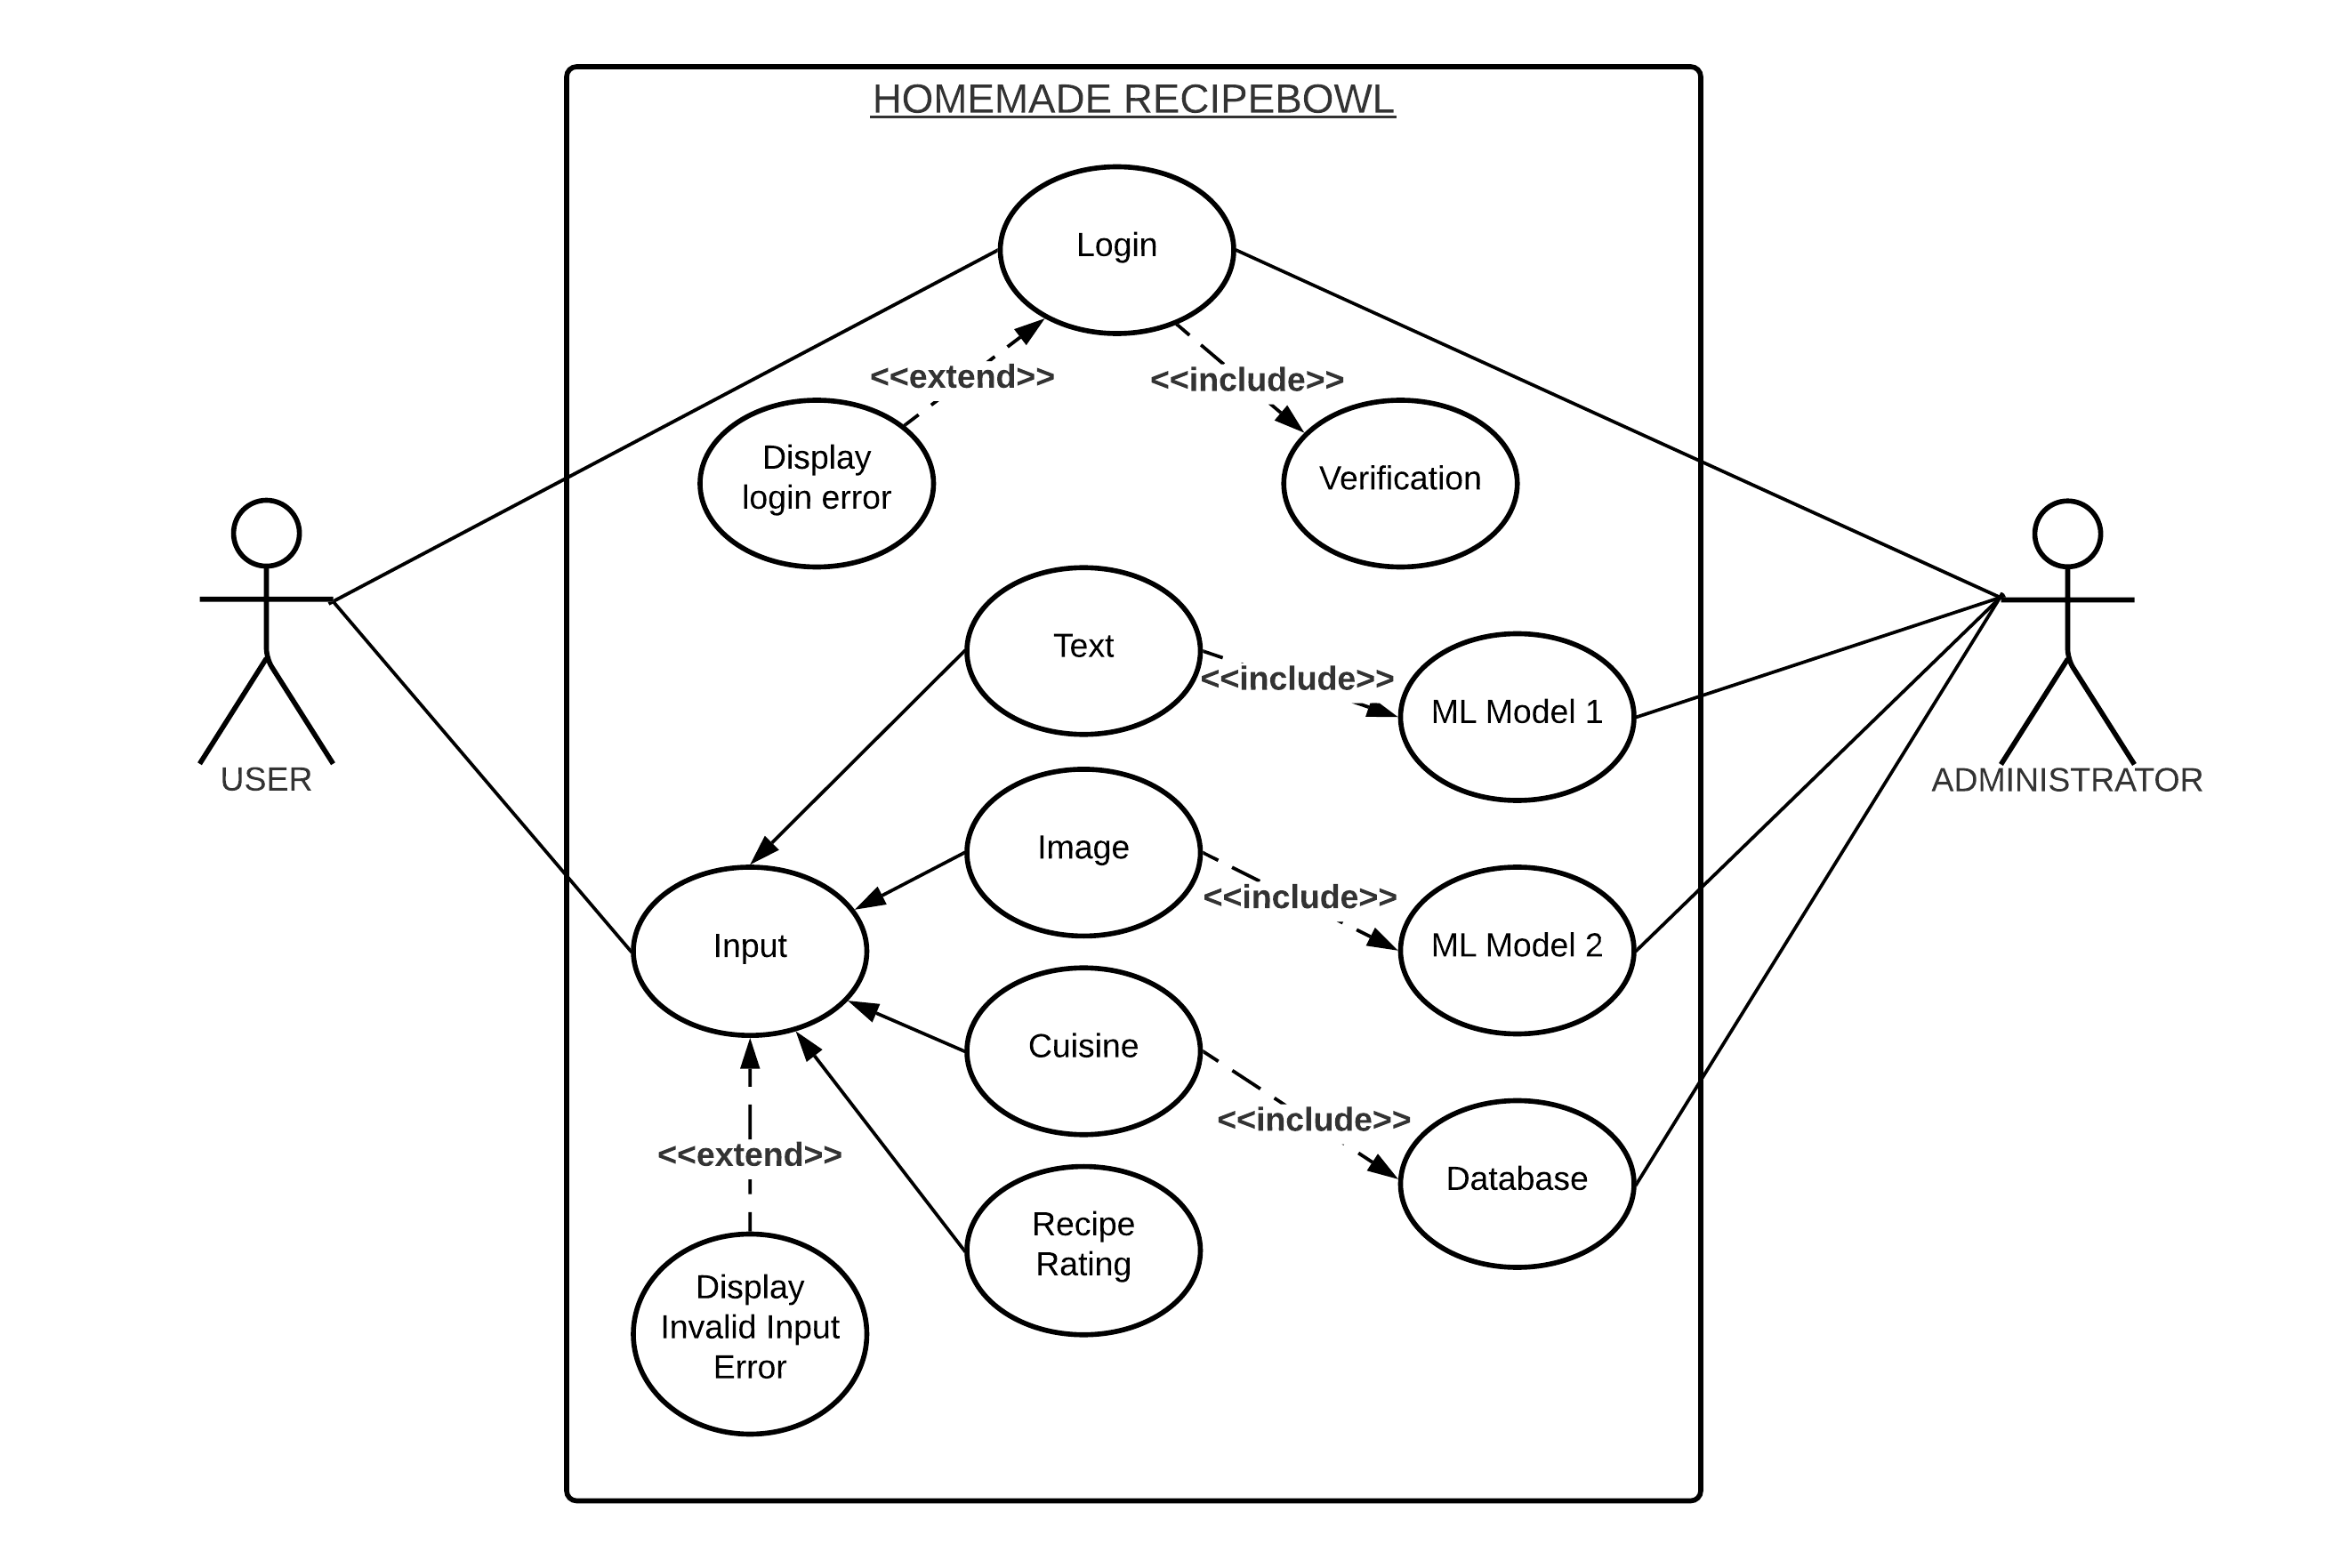 HOMEMADE RECIPEBOWL
Login
<<extend>>
<<include>>
Display
login error
Verification
Text
<<include>>
ML Model 1
USER
ADMINISTRATOR
Image
<<include>>
Input
ML Model 2
Cuisine
<<include>>
<<extend>>
Database
Recipe
Rating
Display
Invalid Input
Error